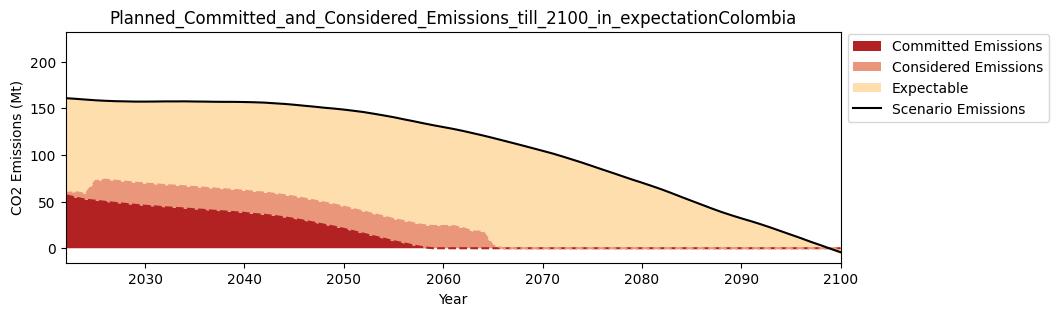 Planned_Committed_and_Considered_Emissions_till_2100_in_expectationColombia
CO2 Emissions (Mt)
200
150
100
50
0
2030
2040
2050
2060
2070
2080
2090
2100
Year
Committed Emissions
Considered Emissions
Expectable
Scenario Emissions